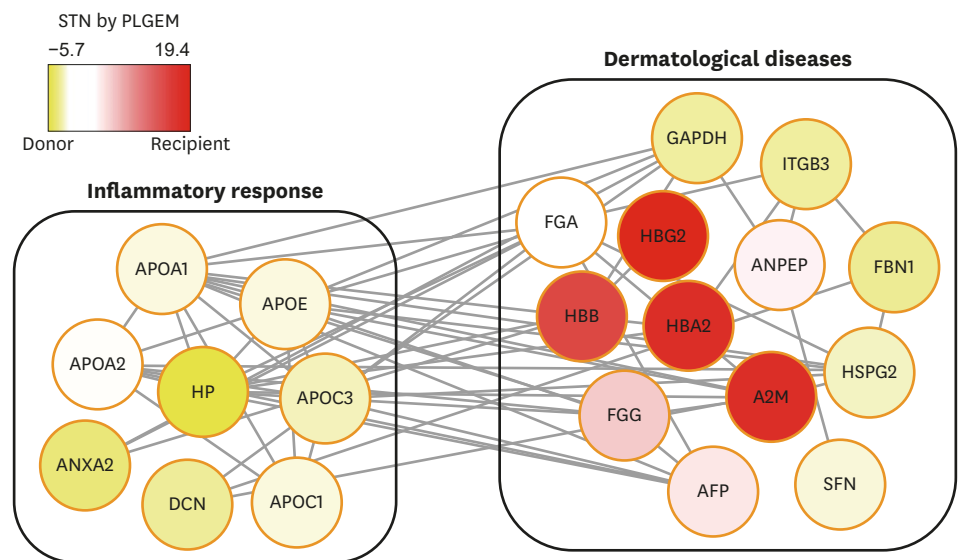 STN by PLGEM
−5.7 19.4
Donor Recipient
Dermatological diseases
Inflammatory response
GAPDH
ITGB3
FGA
HBG2
ANPEP
FBN1
APOA1
APOE
HBB
HBA2
APOA2
HP
APOC3
HSPG2
A2M
FGG
ANXA2
DCN
APOC1
AFP
SFN